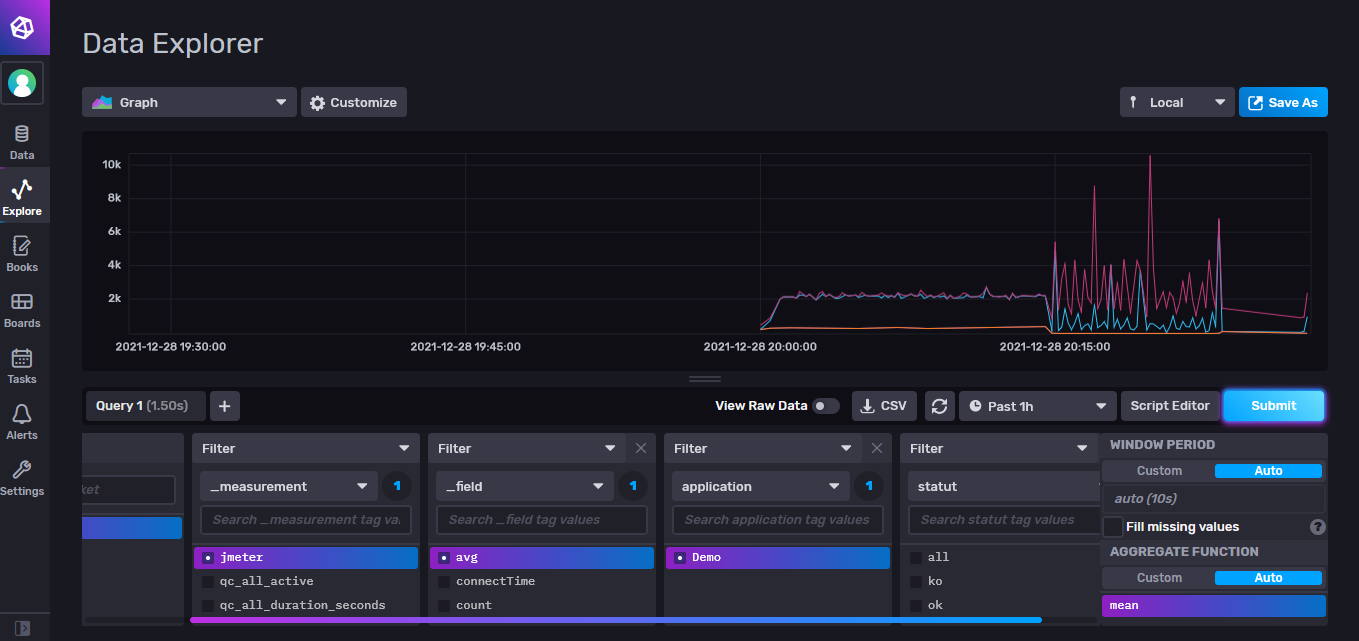 Data Explorer
Graph
Customize
Local
Save As
Data
Explore
Books
Boards
Tasks
Alerts
Settings
10k
8k
6k
4k
2k
2021-12-28 19:30:00
2021-12-28 19:45:00
2021-12-28 20:00:00
2021-12-28 20:15:00
Query 1 (1.50s)
+
View Raw Data
CSV
Past 1h
Script Editor
Submit
Filter
_measurement
1
Search _measurement tag va
jmeter
qc_all_active
qc_all_duration_seconds
Filter
_field
1
Search _field tag values
avg
connectTime
count
Filter
application
1
Search application tag values
Demo
Filter
statut
Search statut tag values
all
ko
ok
WINDOW PERIOD
Custom
Auto
auto (10s)
Fill missing values
?
AGGREGATE FUNCTION
Custom
Auto
mean